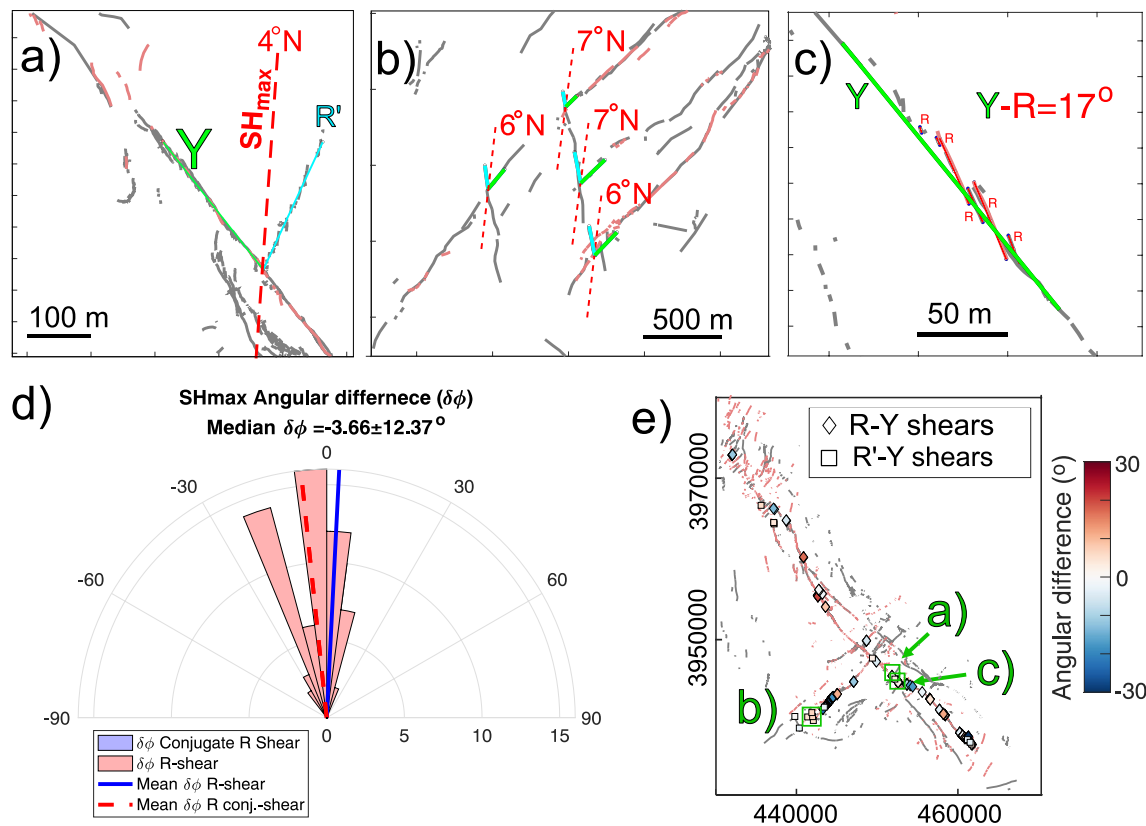 a)
4°N
SHmax
Y
R'
100 m
b)
7°N
6°N
7°N
6°N
500 m
c)
Y
Y-R=17°
R
R
R
R
R
50 m
d)
SHmax Angular differnece (δϕ)
Median δϕ =-3.66±12.37°
0
-30
30
-60
60
-90
90
0
5
10
15
δϕ Conjugate R Shear
δϕ R-shear
Mean δϕ R-shear
Mean δϕ R conj.-shear
e)
R-Y shears
R'-Y shears
3970000
3950000
440000
460000
a)
c)
b)
30
0
-30
Angular difference (°)